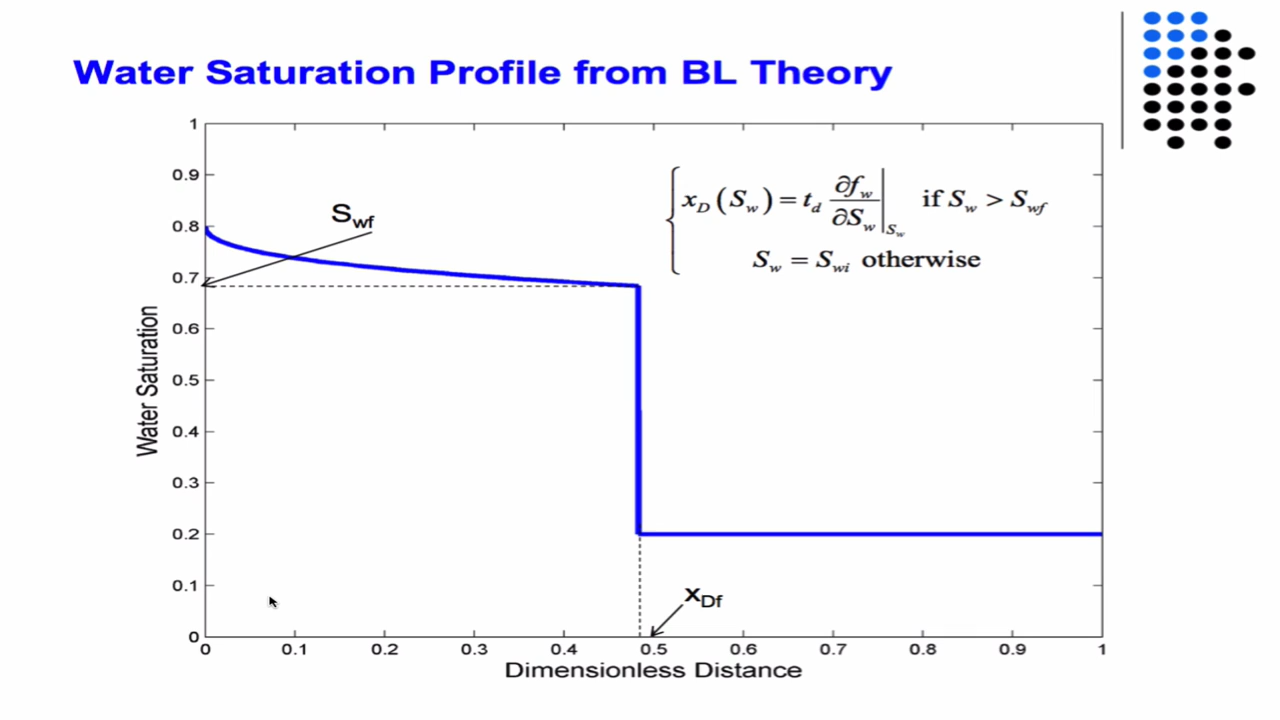 Water Saturation Profile from BL Theory
1
0.9
0.8
0.7
0.6
0.5
0.4
0.3
0.2
0.1
0
Water Saturation
S_wf
x_D(S_w) = t_d ∂f_w/∂S_w |_S_w if S_w > S_wf
S_w = S_wi otherwise
x_Df
0 0.1 0.2 0.3 0.4 0.5 0.6 0.7 0.8 0.9 1
Dimensionless Distance